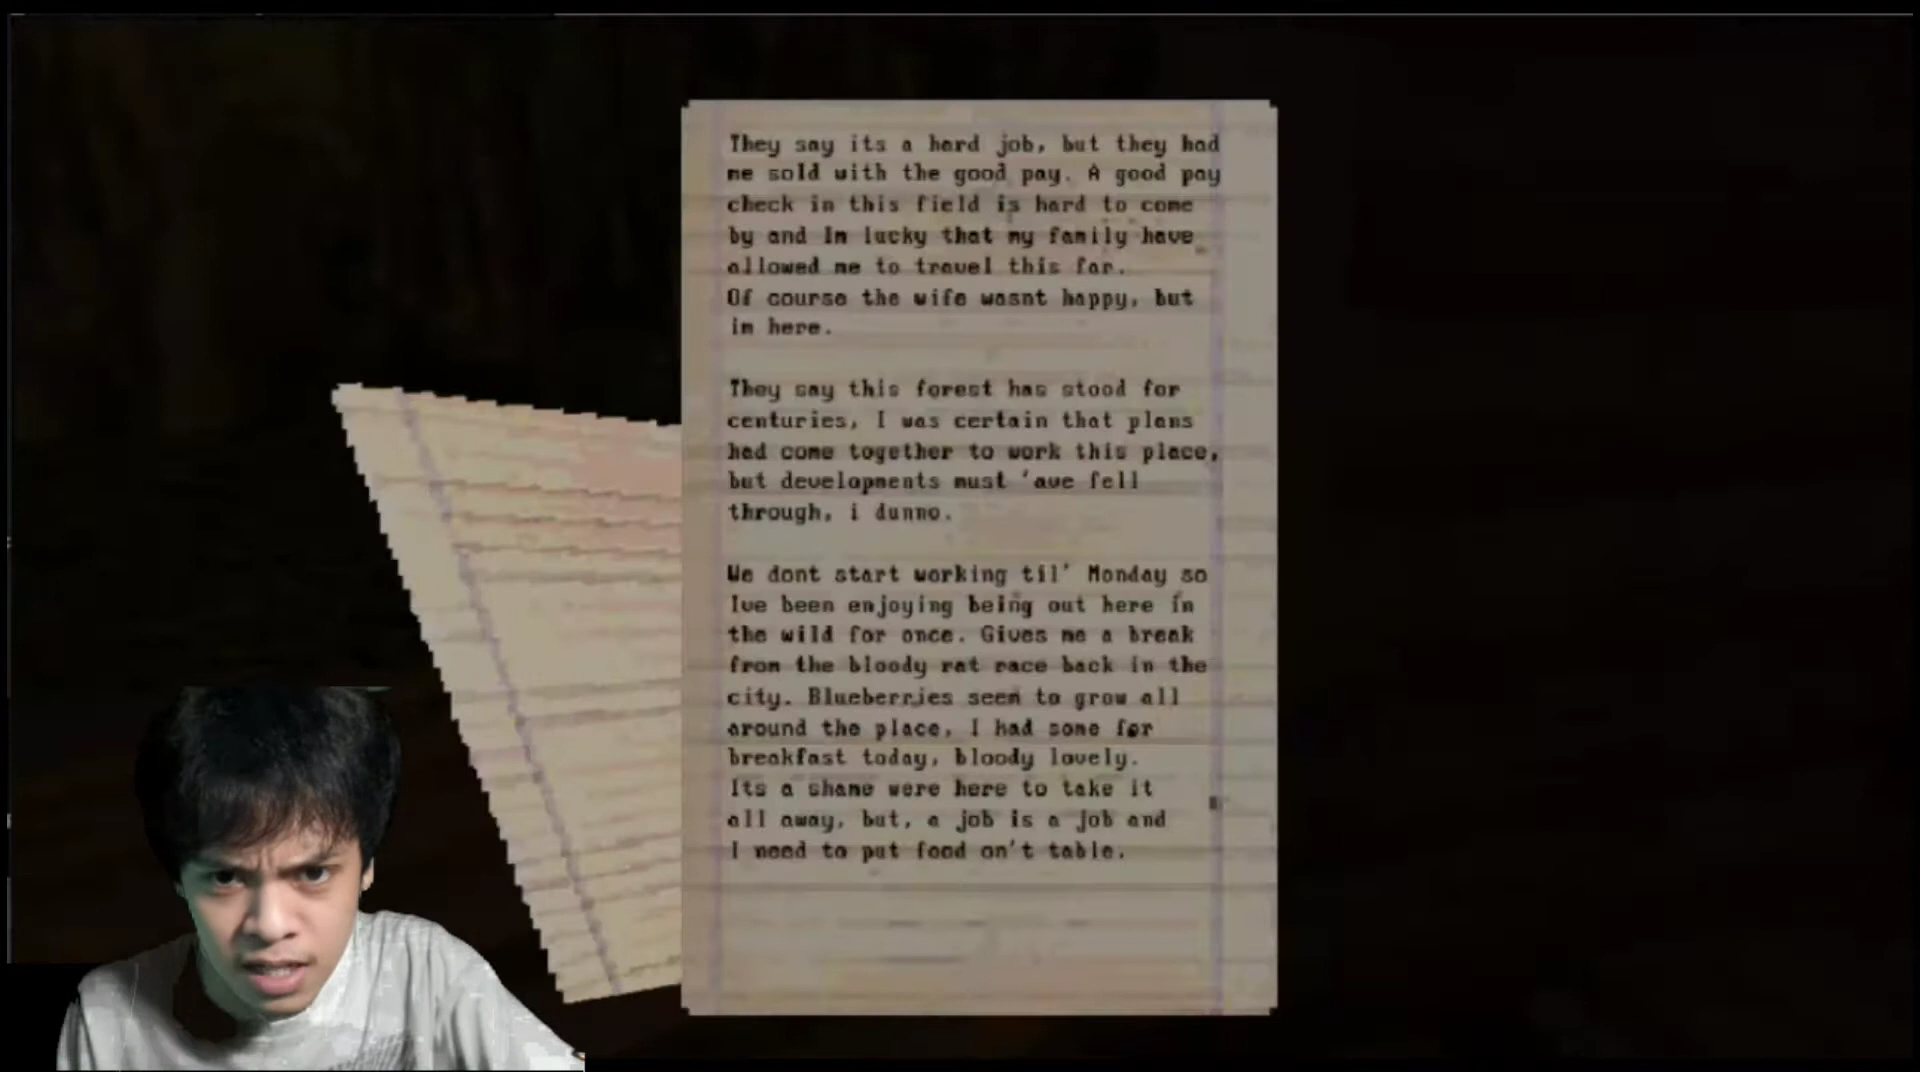 They say its a hard job, but they had
me sold with the good pay. A good pay
check in this field is hard to come
by and Im lucky that my family have
allowed me to travel this far.
Of course the wife wasnt happy, but
im here.
They say this forest has stood for
centuries, I was certain that plans
had come together to work this place,
but developments must 'ave fell
through, i dunno.
We dont start working til' Monday so
Ive been enjoying being out here in
the wild for once. Gives me a break
from the bloody rat race back in the
city. Blueberries seem to grow all
around the place, I had some for
breakfast today, bloody lovely.
Its a shame were here to take it
all away, but, a job is a job and
I need to put food on't table.